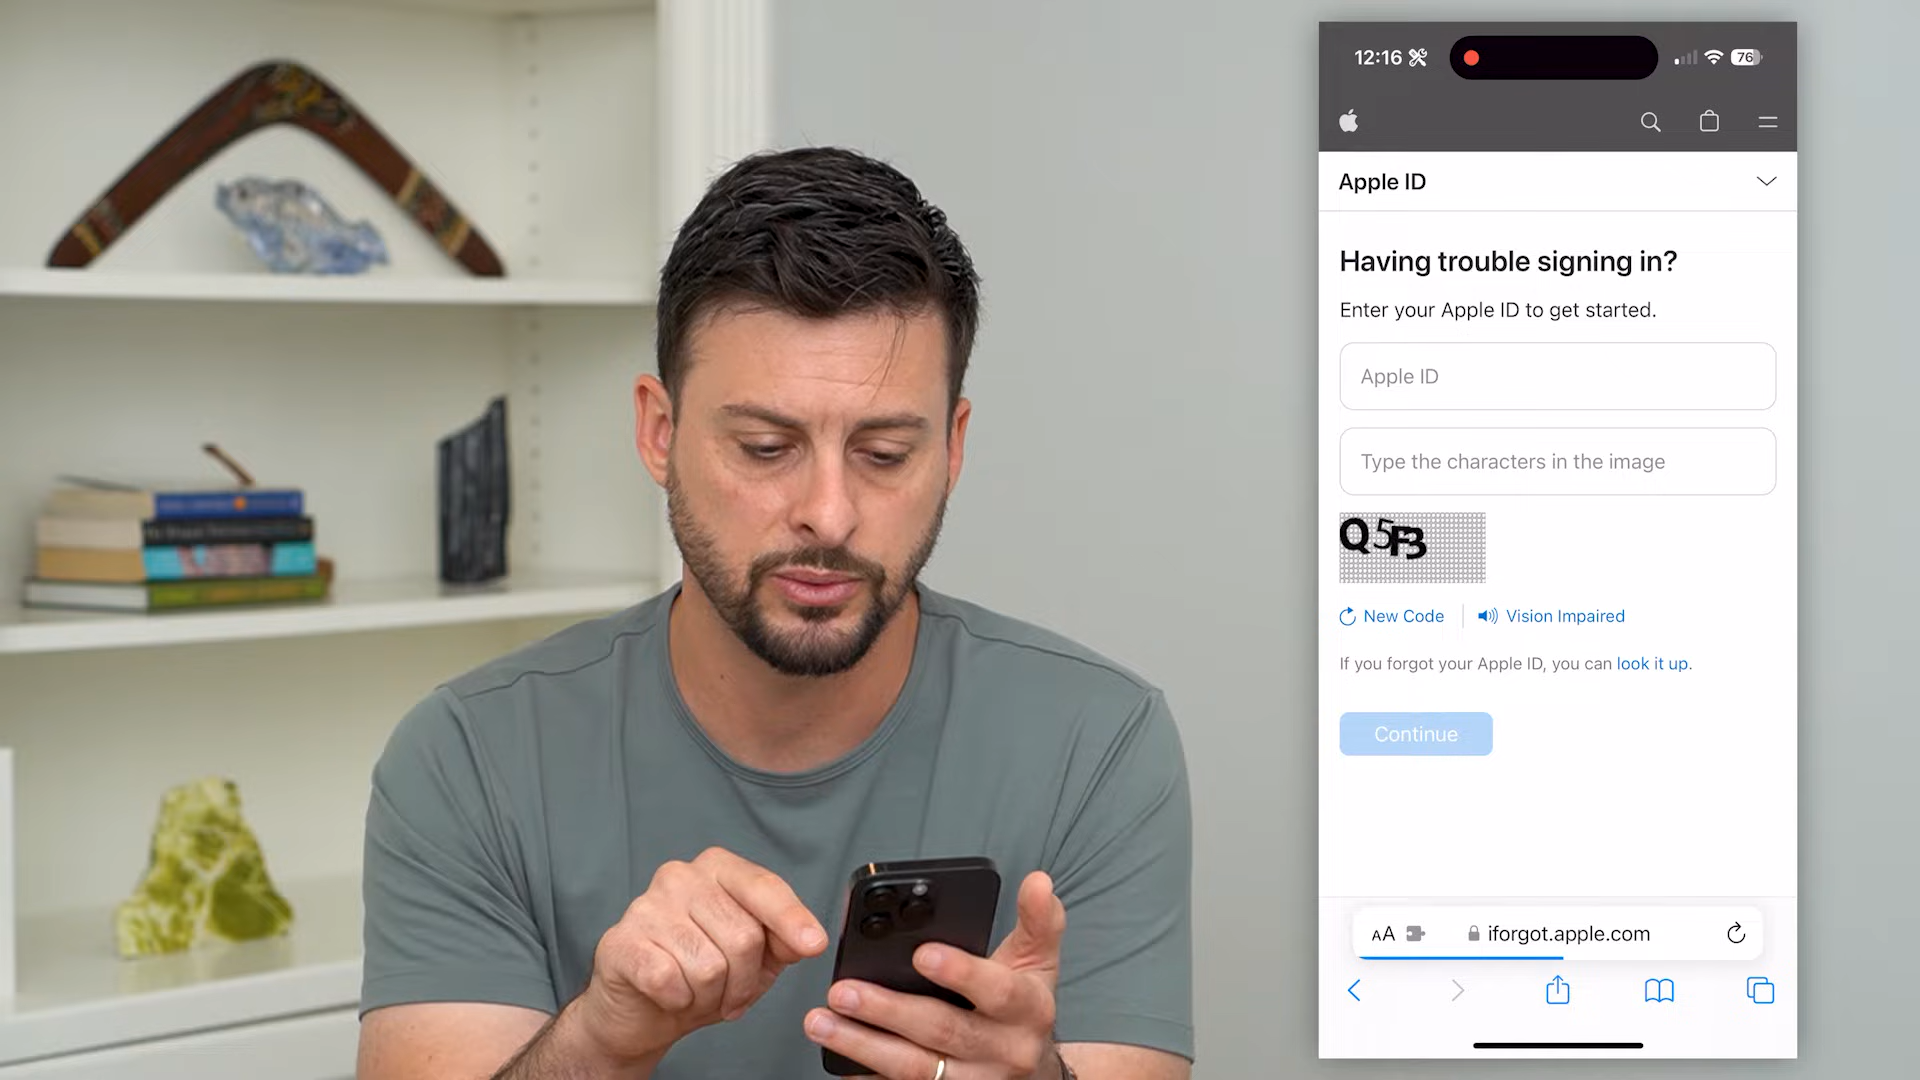 12:16
76
Apple ID
Having trouble signing in?
Enter your Apple ID to get started.
Apple ID
Type the characters in the image
Q5F3
New Code
Vision Impaired
If you forgot your Apple ID, you can look it up.
Continue
AA
iforgot.apple.com